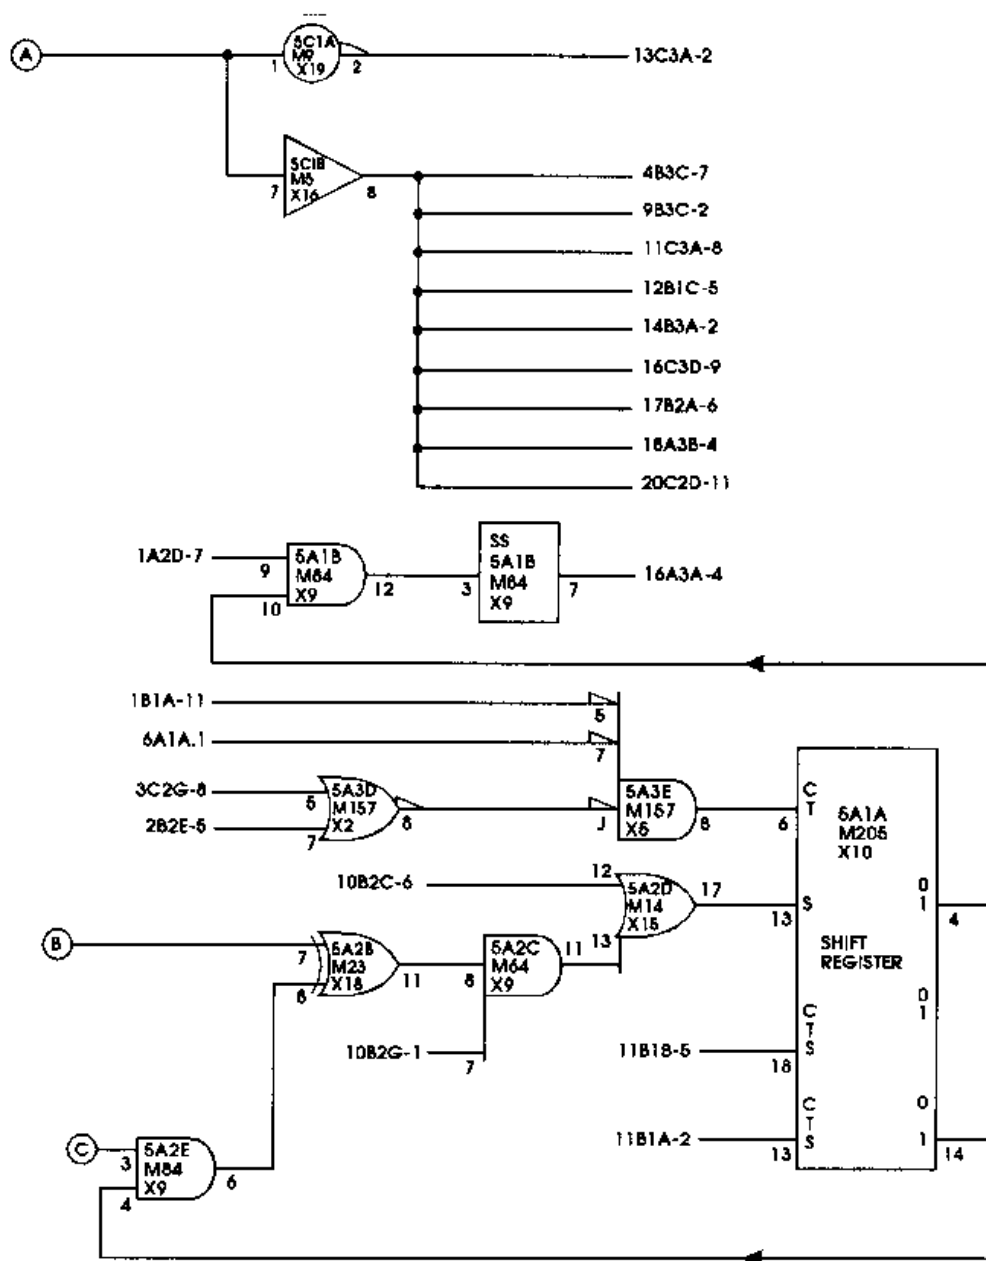 A
5C1A
M9
X19
1
2
13C3A-2
5C1B
M5
X16
7
8
4B3C-7
9B3C-2
11C3A-8
12B1C-5
14B3A-2
16C3D-9
17B2A-6
18A3B-4
20C2D-11
1A2D-7
9
10
5A1B
M64
X9
12
3
SS
5A1B
M64
X9
7
16A3A-4
1B1A-11
5
6A1A.1
7
3C2G-8
5
2B2E-5
7
5A3D
M157
X2
6
J
5A3E
M157
X5
8
6
C
T
5A1A
M205
X10
10B2C-6
12
13
5A2D
M14
X15
17
13
S
0
1
4
SHIFT
REGISTER
B
7
6
5A2B
M23
X18
11
8
5A2C
M64
X9
11
10B2G-1
7
11B1B-5
18
C
T
S
0
1
11B1A-2
13
C
T
S
0
1
14
C
3
4
5A2E
M64
X9
6